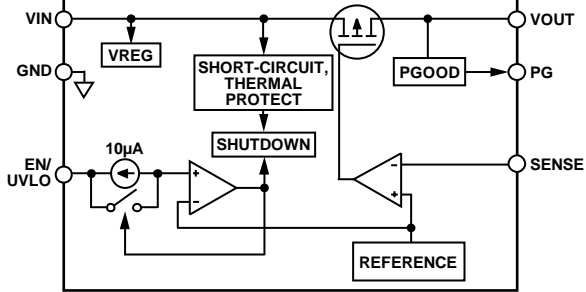 VIN
VOUT
VREG
GND
SHORT-CIRCUIT,
THERMAL
PROTECT
PGOOD
PG
SHUTDOWN
10µA
EN/
UVLO
+
–
SENSE
–
+
REFERENCE